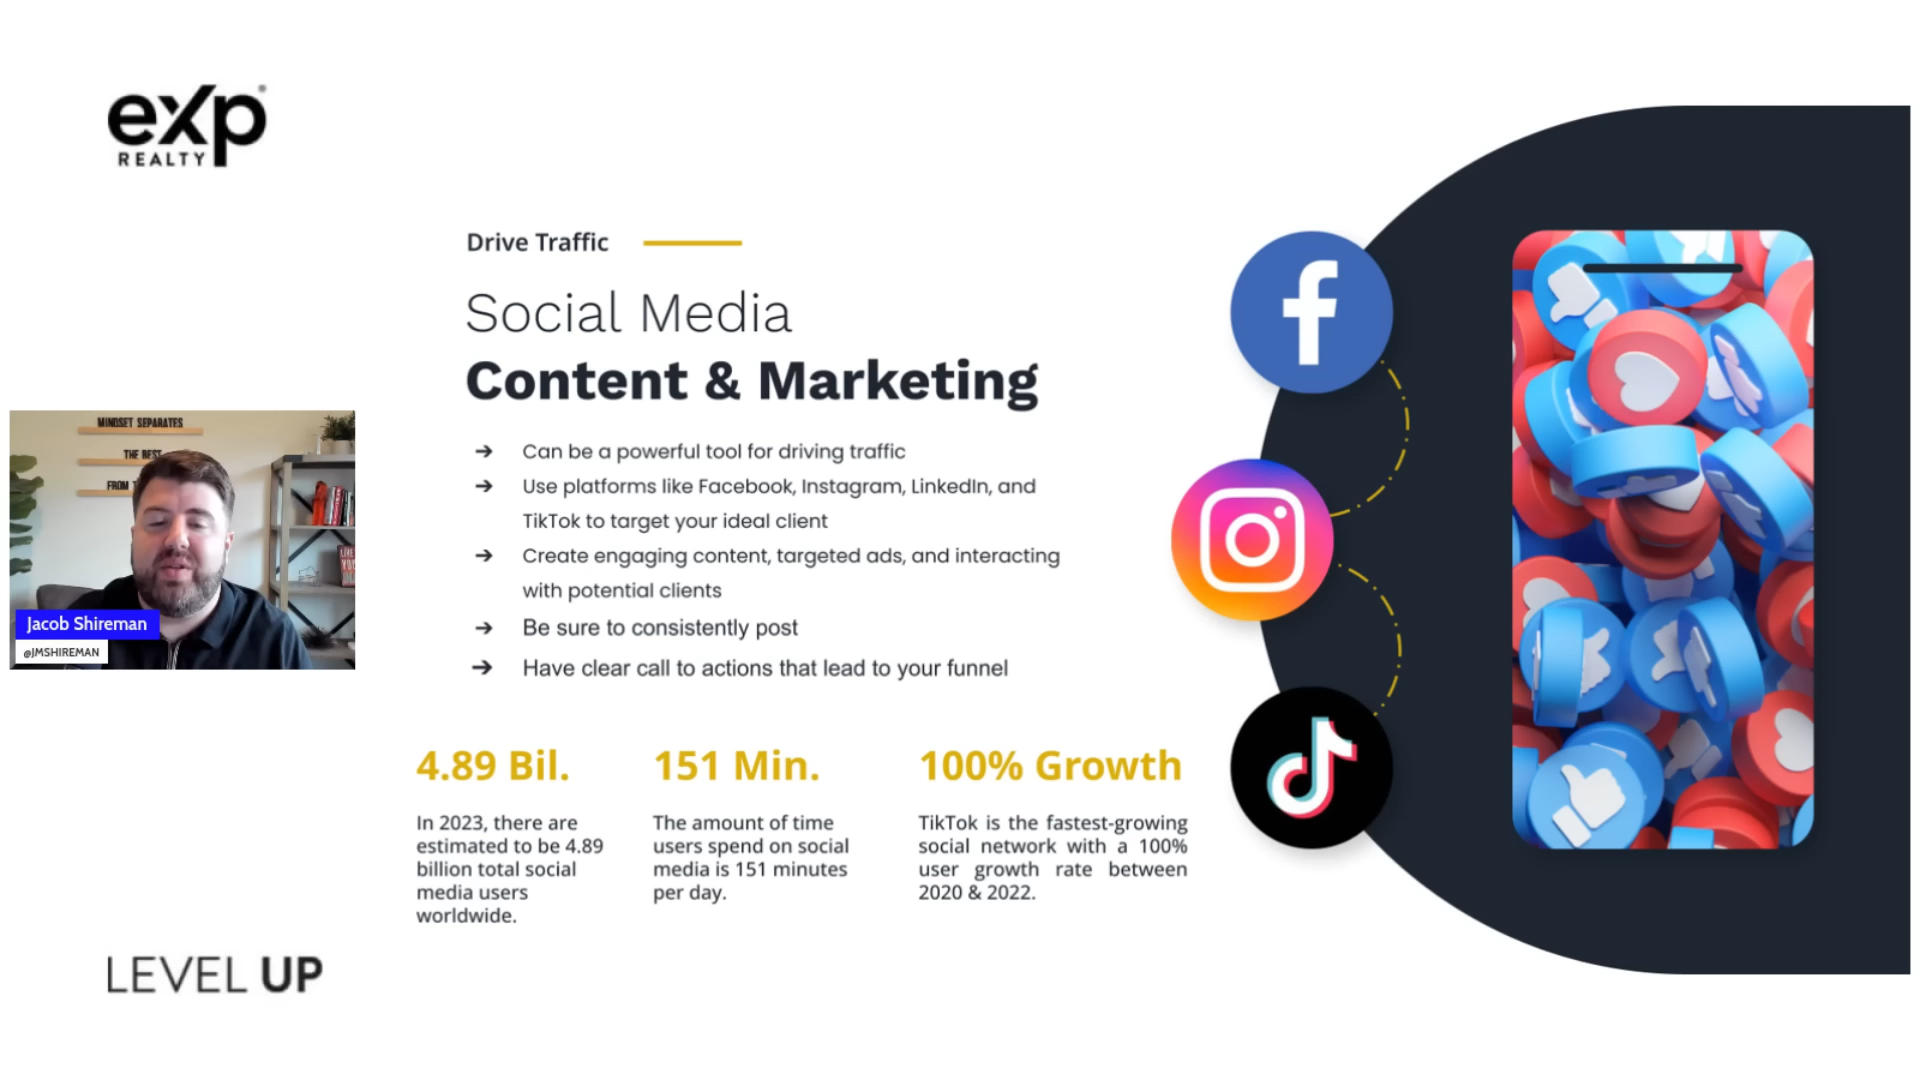 exp
REALTY
Drive Traffic
Social Media
Content & Marketing
➔ Can be a powerful tool for driving traffic
➔ Use platforms like Facebook, Instagram, LinkedIn, and
TikTok to target your ideal client
➔ Create engaging content, targeted ads, and interacting
with potential clients
➔ Be sure to consistently post
➔ Have clear call to actions that lead to your funnel
MINDSET SEPARATES
THE BEST
FROM
Jacob Shireman
@JMSHIREMAN
4.89 Bil.
In 2023, there are
estimated to be 4.89
billion total social
media users
worldwide.
151 Min.
The amount of time
users spend on social
media is 151 minutes
per day.
100% Growth
TikTok is the fastest-growing
social network with a 100%
user growth rate between
2020 & 2022.
LEVEL UP